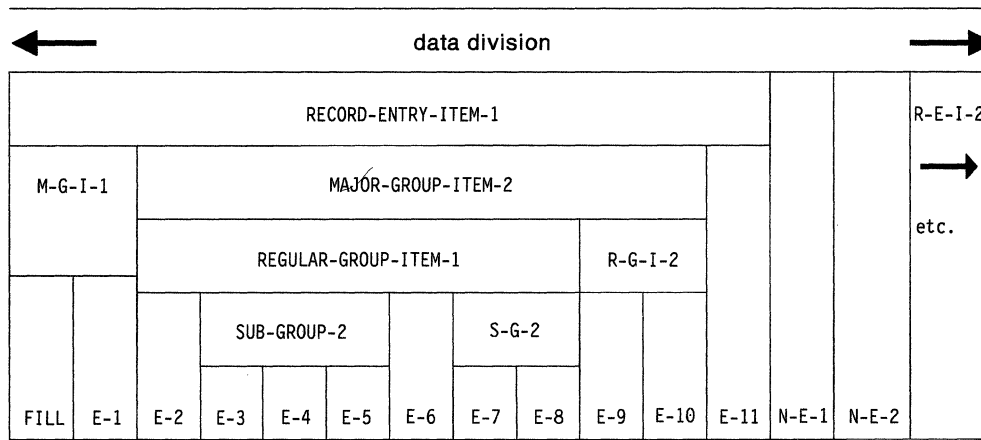 data division
RECORD-ENTRY-ITEM-1
R-E-I-2
M-G-I-1
MAJOR-GROUP-ITEM-2
etc.
REGULAR-GROUP-ITEM-1
R-G-I-2
SUB-GROUP-2
S-G-2
FILL E-1 E-2 E-3 E-4 E-5 E-6 E-7 E-8 E-9 E-10 E-11 N-E-1 N-E-2